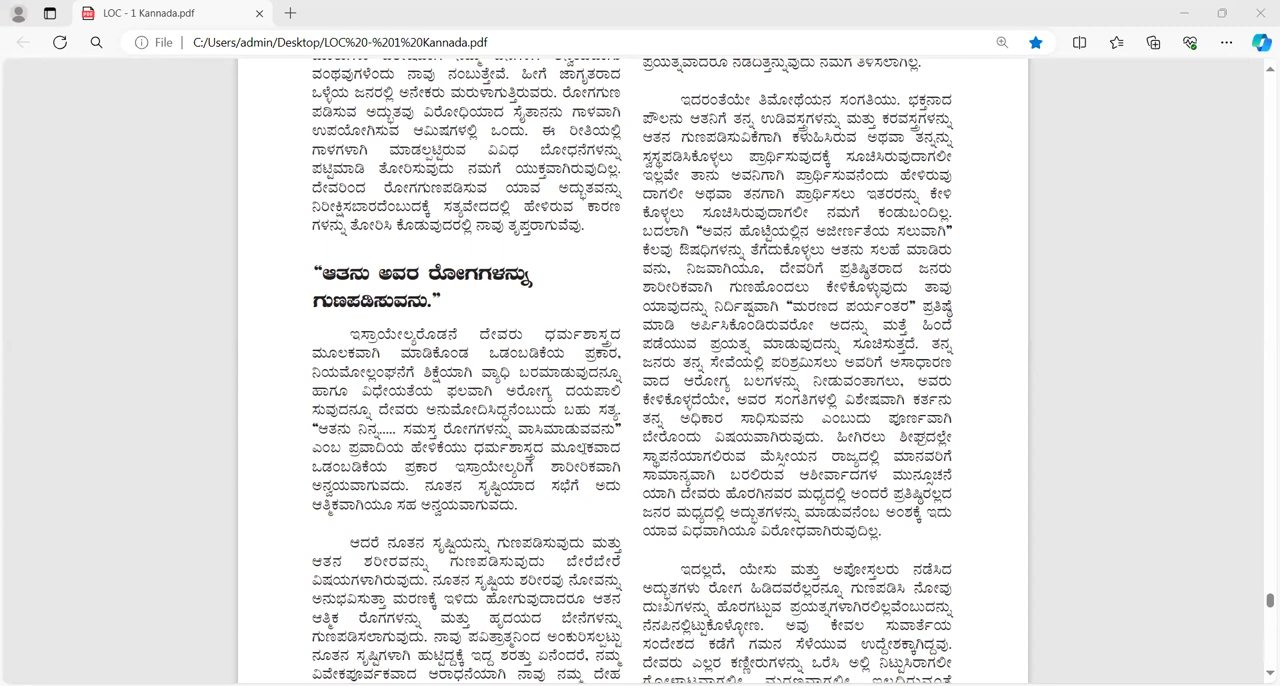 LOC - 1 Kannada.pdf
File
C:/Users/admin/Desktop/LOC%20-%201%20Kannada.pdf
ವಂಥವುಗಳೆಂದು ನಾವು ನಂಬುತ್ತೇವೆ. ಹೀಗೆ ಜಾಗೃತರಾದ
ಒಳ್ಳೆಯ ಜನರಲ್ಲಿ ಅನೇಕರು ಮರುಳಾಗುತ್ತಿರುವರು. ರೋಗಗುಣ
ಪಡಿಸುವ ಅದ್ಭುತವು ವಿರೋಧಿಯಾದ ಸೈತಾನನು ಗಾಳವಾಗಿ
ಉಪಯೋಗಿಸುವ ಆಮಿಷಗಳಲ್ಲಿ ಒಂದು. ಈ ರೀತಿಯಲ್ಲಿ
ಗಾಳಗಳಾಗಿ ಮಾಡಲ್ಪಟ್ಟಿರುವ ವಿವಿಧ ಬೋಧನೆಗಳನ್ನು
ಪಟ್ಟಿಮಾಡಿ ತೋರಿಸುವುದು ನಮಗೆ ಯುಕ್ತವಾಗಿರುವುದಿಲ್ಲ.
ದೇವರಿಂದ ರೋಗಗುಣಪಡಿಸುವ ಯಾವ ಅದ್ಭುತವನ್ನು
ನಿರೀಕ್ಷಿಸಬಾರದೆಂಬುದಕ್ಕೆ ಸತ್ಯವೇದದಲ್ಲಿ ಹೇಳಿರುವ ಕಾರಣ
ಗಳನ್ನು ತೋರಿಸಿ ಕೊಡುವುದರಲ್ಲಿ ನಾವು ತೃಪ್ತರಾಗುವೆವು.
“ಆತನು ಅವರ ರೋಗಗಳನ್ನು
ಗುಣಪಡಿಸುವನು.”
ಇಸ್ರಾಯೇಲ್ಯರೊಡನೆ ದೇವರು ಧರ್ಮಶಾಸ್ತ್ರದ
ಮೂಲಕವಾಗಿ ಮಾಡಿಕೊಂಡ ಒಡಂಬಡಿಕೆಯ ಪ್ರಕಾರ,
ನಿಯಮೋಲ್ಲಂಘನೆಗೆ ಶಿಕ್ಷೆಯಾಗಿ ವ್ಯಾಧಿ ಬರಮಾಡುವುದನ್ನೂ
ಹಾಗೂ ವಿಧೇಯತೆಯ ಫಲವಾಗಿ ಅರೋಗ್ಯ ದಯಪಾಲಿ
ಸುವುದನ್ನೂ ದೇವರು ಅನುಮೋದಿಸಿದ್ದನೆಂಬುದು ಬಹು ಸತ್ಯ.
“ಆತನು ನಿನ್ನ..... ಸಮಸ್ತ ರೋಗಗಳನ್ನು ವಾಸಿಮಾಡುವವನು”
ಎಂಬ ಪ್ರವಾದಿಯ ಹೇಳಿಕೆಯು ಧರ್ಮಶಾಸ್ತ್ರದ ಮೂಲಕವಾದ
ಒಡಂಬಡಿಕೆಯ ಪ್ರಕಾರ ಇಸ್ರಾಯೇಲ್ಯರಿಗೆ ಶಾರೀರಿಕವಾಗಿ
ಅನ್ವಯವಾಗುವದು. ನೂತನ ಸೃಷ್ಟಿಯಾದ ಸಭೆಗೆ ಅದು
ಆತ್ಮಿಕವಾಗಿಯೂ ಸಹ ಅನ್ವಯವಾಗುವದು.
ಆದರೆ ನೂತನ ಸೃಷ್ಟಿಯನ್ನು ಗುಣಪಡಿಸುವುದು ಮತ್ತು
ಆತನ ಶರೀರವನ್ನು ಗುಣಪಡಿಸುವುದು ಬೇರೆಬೇರೆ
ವಿಷಯಗಳಾಗಿರುವುದು. ನೂತನ ಸೃಷ್ಟಿಯ ಶರೀರವು ನೋವನ್ನು
ಅನುಭವಿಸುತ್ತಾ ಮರಣಕ್ಕೆ ಇಳಿದು ಹೋಗುವುದಾದರೂ ಆತನ
ಆತ್ಮಿಕ ರೊಗಗಳನ್ನು ಮತ್ತು ಹೃದಯದ ಬೇನೆಗಳನ್ನು
ಗುಣಪಡಿಸಲಾಗುವುದು. ನಾವು ಪವಿತ್ರಾತ್ಮನಿಂದ ಅಂಕುರಿಸಲ್ಪಟ್ಟು
ನೂತನ ಸೃಷ್ಟಿಗಳಾಗಿ ಹುಟ್ಟಿದ್ದಕ್ಕೆ ಇದ್ದ ಶರತ್ತು ಏನೆಂದರೆ, ನಮ್ಮ
ವಿವೇಕಪೂರ್ವಕವಾದ ಆರಾಧನೆಯಾಗಿ ನಾವು ನಮ್ಮ ದೇಹ
ಪ್ರಯತ್ನವಾದರೂ ನಡೆದಿತ್ತೆನ್ನುವುದು ನಮಗೆ ತಿಳಿಸಲಾಗಿಲ್ಲ.
ಇದರಂತೆಯೇ ತಿಮೋಥೆಯನ ಸಂಗತಿಯು. ಭಕ್ತನಾದ
ಪೌಲನು ಆತನಿಗೆ ತನ್ನ ಉಡಿವಸ್ತ್ರಗಳನ್ನು ಮತ್ತು ಕರವಸ್ತ್ರಗಳನ್ನು
ಆತನ ಗುಣಪಡಿಸುವಿಕೆಗಾಗಿ ಕಳುಹಿಸಿರುವ ಅಥವಾ ತನ್ನನ್ನು
ಸ್ವಸ್ಥಪಡಿಸಿಕೊಳ್ಳಲು ಪ್ರಾರ್ಥಿಸುವುದಕ್ಕೆ ಸೂಚಿಸಿರುವುದಾಗಲೀ
ಇಲ್ಲವೇ ತಾನು ಅವನಿಗಾಗಿ ಪ್ರಾರ್ಥಿಸುವನೆಂದು ಹೇಳಿರುವು
ದಾಗಲೀ ಅಥವಾ ತನಗಾಗಿ ಪ್ರಾರ್ಥಿಸಲು ಇತರರನ್ನು ಕೇಳಿ
ಕೊಳ್ಳಲು ಸೂಚಿಸಿರುವುದಾಗಲೀ ನಮಗೆ ಕಂಡುಬಂದಿಲ್ಲ.
ಬದಲಾಗಿ “ಅವನ ಹೊಟ್ಟೆಯಲ್ಲಿನ ಅಜೀರ್ಣತೆಯ ಸಲುವಾಗಿ”
ಕೆಲವು ಔಷಧಿಗಳನ್ನು ತೆಗೆದುಕೊಳ್ಳಲು ಆತನು ಸಲಹೆ ಮಾಡಿರು
ವನು, ನಿಜವಾಗಿಯೂ, ದೇವರಿಗೆ ಪ್ರತಿಷ್ಠಿತರಾದ ಜನರು
ಶಾರೀರಿಕವಾಗಿ ಗುಣಹೊಂದಲು ಕೇಳಿಕೊಳ್ಳುವುದು ತಾವು
ಯಾವುದನ್ನು ನಿರ್ದಿಷ್ಟವಾಗಿ “ಮರಣದ ಪರ್ಯಂತರ” ಪ್ರತಿಷ್ಠೆ
ಮಾಡಿ ಅರ್ಪಿಸಿಕೊಂಡಿರುವರೋ ಅದನ್ನು ಮತ್ತೆ ಹಿಂದೆ
ಪಡೆಯುವ ಪ್ರಯತ್ನ ಮಾಡುವುದನ್ನು ಸೂಚಿಸುತ್ತದೆ. ತನ್ನ
ಜನರು ತನ್ನ ಸೇವೆಯಲ್ಲಿ ಪರಿಶ್ರಮಿಸಲು ಅವರಿಗೆ ಅಸಾಧಾರಣ
ವಾದ ಆರೋಗ್ಯ ಬಲಗಳನ್ನು ನೀಡುವಂತಾಗಲು, ಅವರು
ಕೇಳಿಕೊಳ್ಳದೆಯೇ, ಅವರ ಸಂಗತಿಗಳಲ್ಲಿ ವಿಶೇಷವಾಗಿ ಕರ್ತನು
ತನ್ನ ಅಧಿಕಾರ ಸಾಧಿಸುವನು ಎಂಬುದು ಪೂರ್ಣವಾಗಿ
ಬೇರೊಂದು ವಿಷಯವಾಗಿರುವುದು. ಹೀಗಿರಲು ಶೀಘ್ರದಲ್ಲೇ
ಸ್ಥಾಪನೆಯಾಗಲಿರುವ ಮೆಸ್ಸೀಯನ ರಾಜ್ಯದಲ್ಲಿ ಮಾನವರಿಗೆ
ಸಾಮಾನ್ಯವಾಗಿ ಬರಲಿರುವ ಆಶೀರ್ವಾದಗಳ ಮುನ್ಸೂಚನೆ
ಯಾಗಿ ದೇವರು ಹೊರಗಿನವರ ಮಧ್ಯದಲ್ಲಿ ಅಂದರೆ ಪ್ರತಿಷ್ಠಿರಲ್ಲದ
ಜನರ ಮಧ್ಯದಲ್ಲಿ ಅದ್ಭುತಗಳನ್ನು ಮಾಡುವನೆಂಬ ಅಂಶಕ್ಕೆ ಇದು
ಯಾವ ವಿಧವಾಗಿಯೂ ವಿರೋಧವಾಗಿರುವುದಿಲ್ಲ.
ಇದಲ್ಲದೆ, ಯೇಸು ಮತ್ತು ಅಪೋಸ್ತಲರು ನಡೆಸಿದ
ಅದ್ಭುತಗಳು ರೋಗ ಹಿಡಿದವರೆಲ್ಲರನ್ನೂ ಗುಣಪಡಿಸಿ ನೋವು
ದುಃಖಗಳನ್ನು ಹೊರಗಟ್ಟುವ ಪ್ರಯತ್ನಗಳಾಗಿರಲಿಲ್ಲವೆಂಬುದನ್ನು
ನೆನಪಿನಲ್ಲಿಟ್ಟುಕೊಳ್ಳೋಣ. ಅವು ಕೇವಲ ಸುವಾರ್ತೆಯ
ಸಂದೇಶದ ಕಡೆಗೆ ಗಮನ ಸೆಳೆಯುವ ಉದ್ದೇಶಕ್ಕಾಗಿದ್ದವು.
ದೇವರು ಎಲ್ಲರ ಕಣ್ಣೀರುಗಳನ್ನು ಒರೆಸಿ ಅಲ್ಲಿ ನಿಟ್ಟುಸಿರಾಗಲೀ